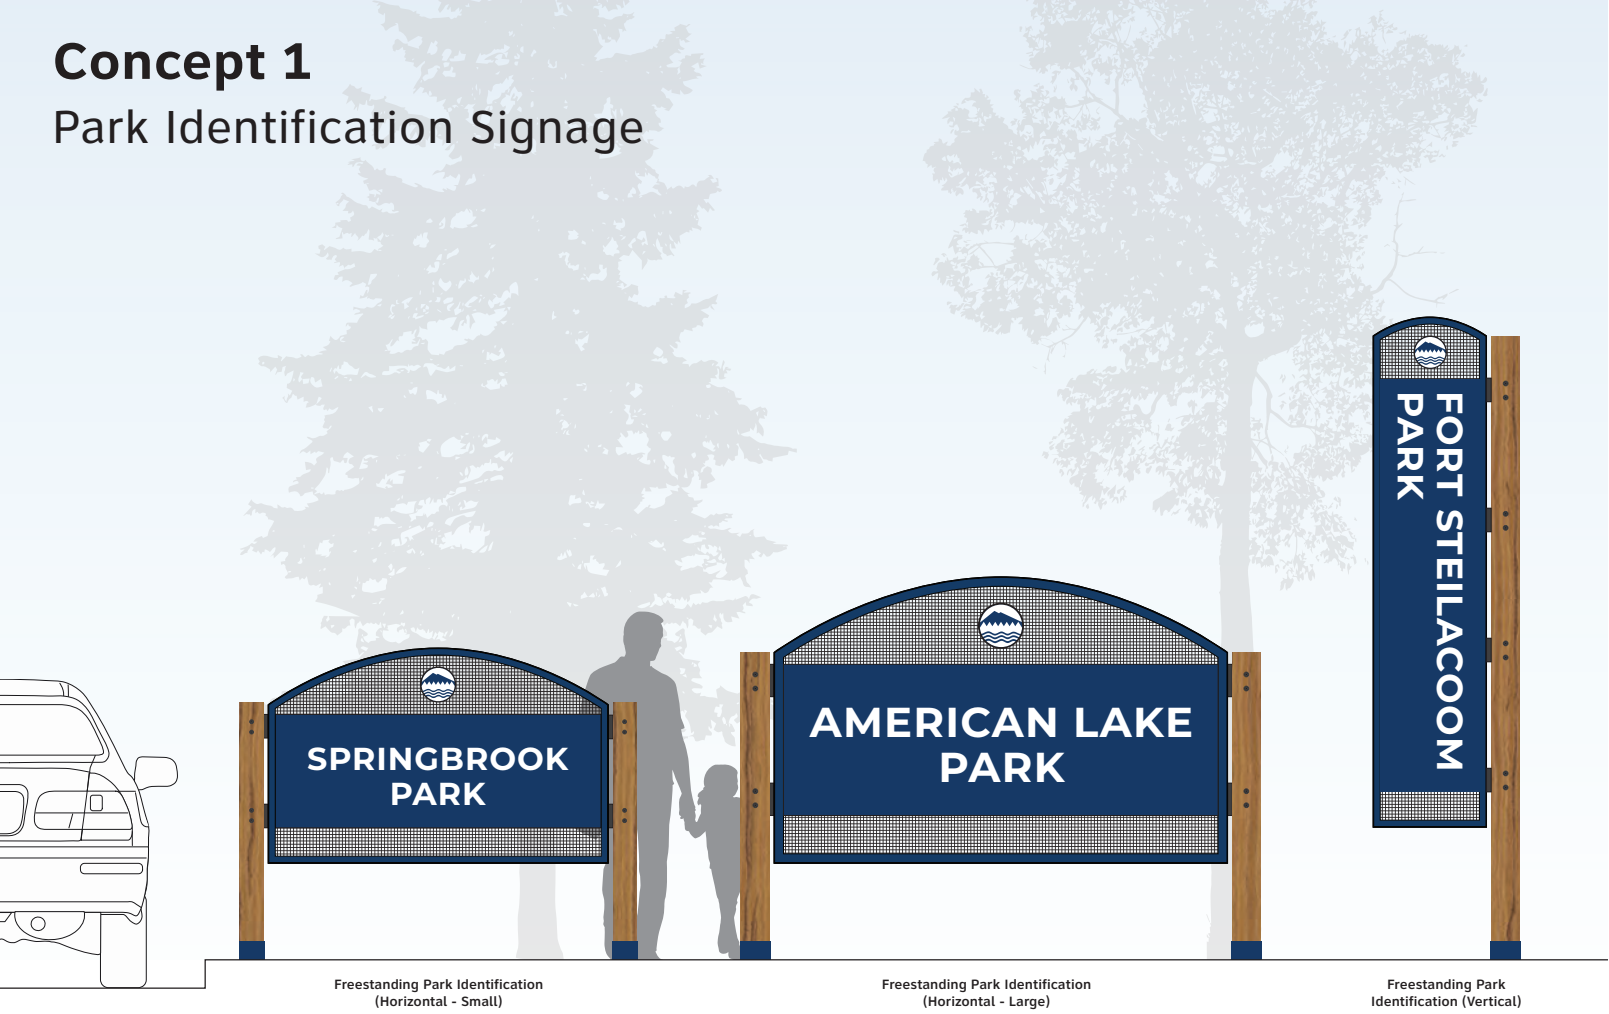 Concept 1
Park Identification Signage
SPRINGBROOK
PARK
AMERICAN LAKE
PARK
FORT STEILACOOM
PARK
Freestanding Park Identification
(Horizontal - Small)
Freestanding Park Identification
(Horizontal - Large)
Freestanding Park
Identification (Vertical)